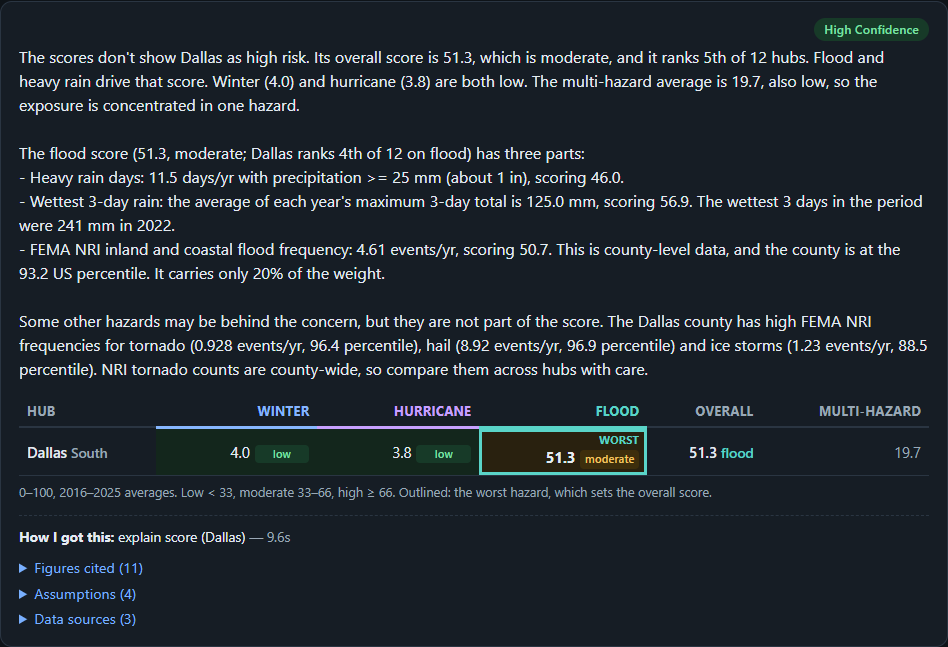 High Confidence
The scores don't show Dallas as high risk. Its overall score is 51.3, which is moderate, and it ranks 5th of 12 hubs. Flood and
heavy rain drive that score. Winter (4.0) and hurricane (3.8) are both low. The multi-hazard average is 19.7, also low, so the
exposure is concentrated in one hazard.
The flood score (51.3, moderate; Dallas ranks 4th of 12 on flood) has three parts:
- Heavy rain days: 11.5 days/yr with precipitation >= 25 mm (about 1 in), scoring 46.0.
- Wettest 3-day rain: the average of each year's maximum 3-day total is 125.0 mm, scoring 56.9. The wettest 3 days in the period
were 241 mm in 2022.
- FEMA NRI inland and coastal flood frequency: 4.61 events/yr, scoring 50.7. This is county-level data, and the county is at the
93.2 US percentile. It carries only 20% of the weight.
Some other hazards may be behind the concern, but they are not part of the score. The Dallas county has high FEMA NRI
frequencies for tornado (0.928 events/yr, 96.4 percentile), hail (8.92 events/yr, 96.9 percentile) and ice storms (1.23 events/yr, 88.5
percentile). NRI tornado counts are county-wide, so compare them across hubs with care.
HUB WINTER HURRICANE FLOOD OVERALL MULTI-HAZARD
WORST
Dallas South 4.0 low 3.8 low 51.3 moderate 51.3 flood 19.7
0–100, 2016–2025 averages. Low < 33, moderate 33–66, high ≥ 66. Outlined: the worst hazard, which sets the overall score.
How I got this: explain score (Dallas) — 9.6s
▶ Figures cited (11)
▶ Assumptions (4)
▶ Data sources (3)